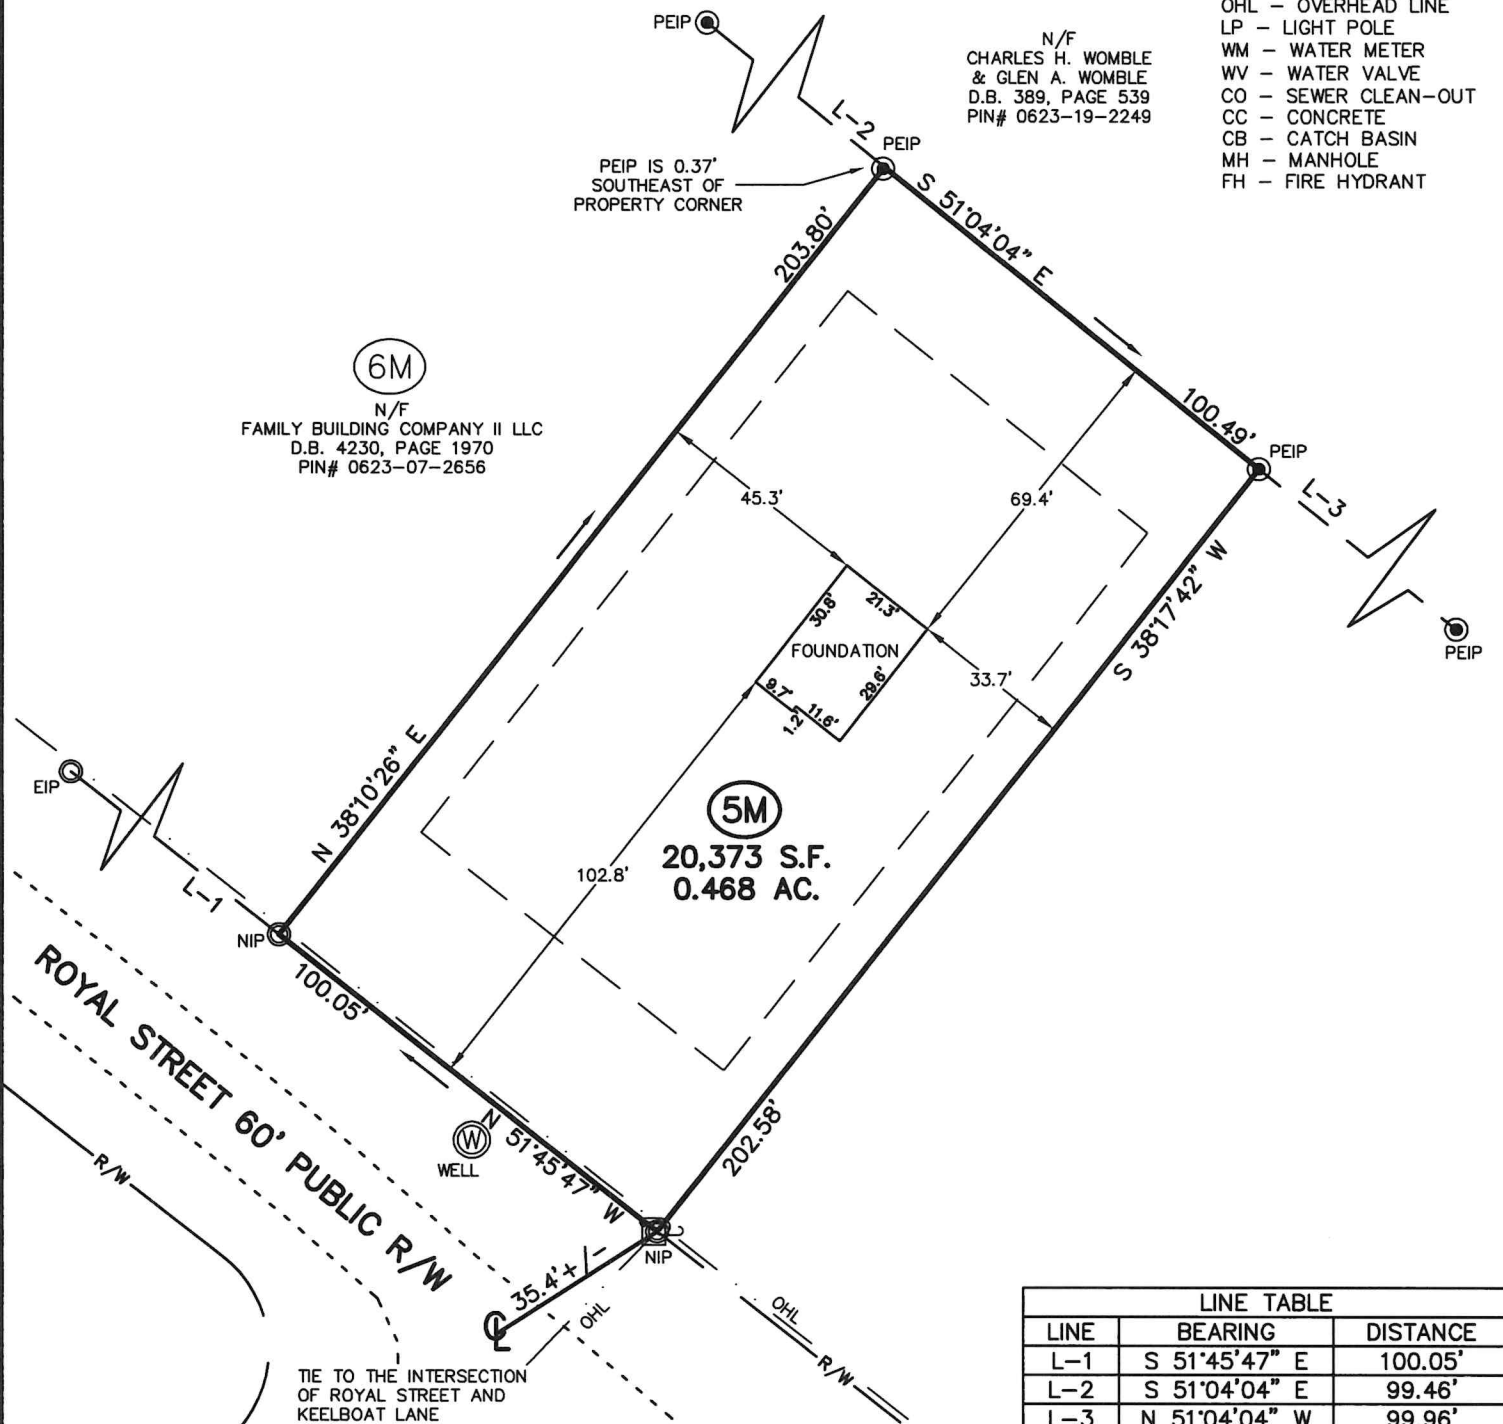 OHL – OVERHEAD LINE
LP – LIGHT POLE
WM – WATER METER
WV – WATER VALVE
CO – SEWER CLEAN-OUT
CC – CONCRETE
CB – CATCH BASIN
MH – MANHOLE
FH – FIRE HYDRANT
PEIP
N/F
CHARLES H. WOMBLE
& GLEN A. WOMBLE
D.B. 389, PAGE 539
PIN# 0623-19-2249
L-2
PEIP
PEIP IS 0.37'
SOUTHEAST OF
PROPERTY CORNER
S 51°04'04" E
100.49'
203.80'
N 38°10'26" E
6M
N/F
FAMILY BUILDING COMPANY II LLC
D.B. 4230, PAGE 1970
PIN# 0623-07-2656
PEIP
L-3
PEIP
S 38°17'42" W
202.58'
45.3'
69.4'
30.8'
21.3'
FOUNDATION
29.6'
9.7'
1.2'
11.6'
33.7'
102.8'
5M
20,373 S.F.
0.468 AC.
EIP
L-1
NIP
100.05'
N 51°45'47" W
W
WELL
ROYAL STREET 60' PUBLIC R/W
R/W
NIP
35.4'+/-
CL
OHL
OHL
R/W
TIE TO THE INTERSECTION
OF ROYAL STREET AND
KEELBOAT LANE
LINE TABLE
LINE BEARING DISTANCE
L-1 S 51°45'47" E 100.05'
L-2 S 51°04'04" E 99.46'
L-3 N 51°04'04" W 99.96'